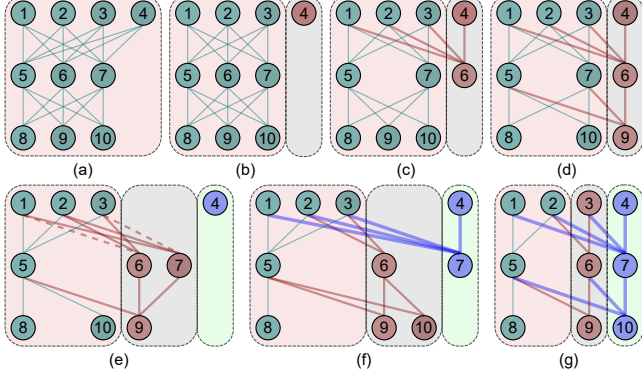 1 2 3 4 1 2 3 4 1 2 3 4 1 2 3 4
5 6 7 5 6 7 5 7 6 5 7 6
8 9 10 8 9 10 8 9 10 8 10 9
(a) (b) (c) (d)
1 2 3 4 1 2 3 4 1 2 3 4
5 6 7 5 6 7 5 6 7
8 10 9 8 9 10 8 9 10
(e) (f) (g)